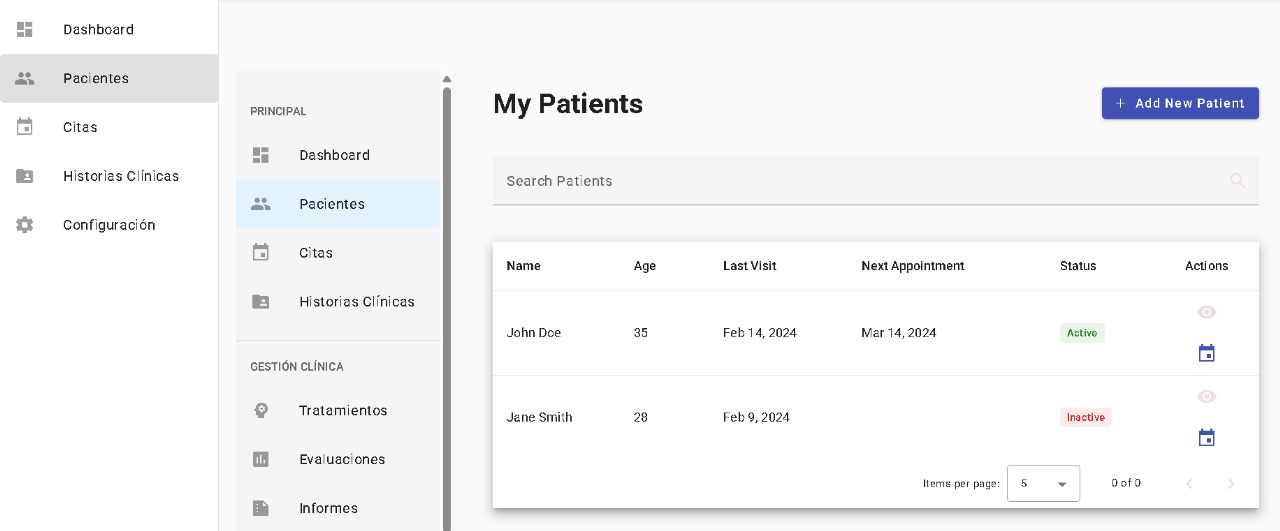 Dashboard
Pacientes
Citas
Historias Clínicas
Configuración
PRINCIPAL
Dashboard
Pacientes
Citas
Historias Clínicas
GESTIÓN CLÍNICA
Tratamientos
Evaluaciones
Informes
My Patients
+ Add New Patient
Search Patients
Name Age Last Visit Next Appointment Status Actions
John Doe 35 Feb 14, 2024 Mar 14, 2024 Active
Jane Smith 28 Feb 9, 2024 Inactive
Items per page: 5 0 of 0